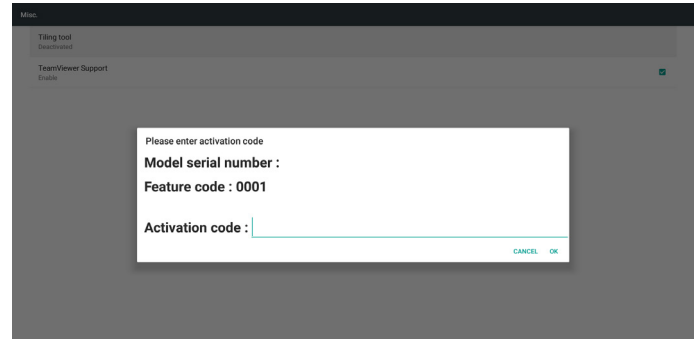 Misc.
Tiling tool
Deactivated
TeamViewer Support
Enable
Please enter activation code
Model serial number :
Feature code : 0001
Activation code :
CANCEL OK